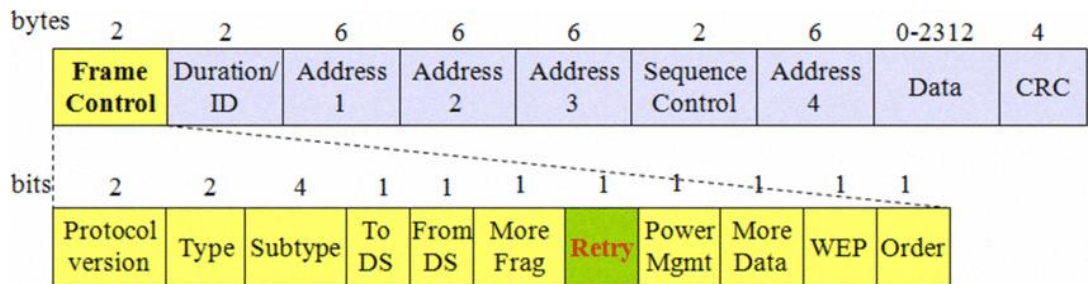 bytes 2 2 6 6 6 2 6 0-2312 4
Frame Control Duration/ ID Address 1 Address 2 Address 3 Sequence Control Address 4 Data CRC
bits 2 2 4 1 1 1 1 1 1 1 1
Protocol version Type Subtype To DS From DS More Frag Retry Power Mgmt More Data WEP Order